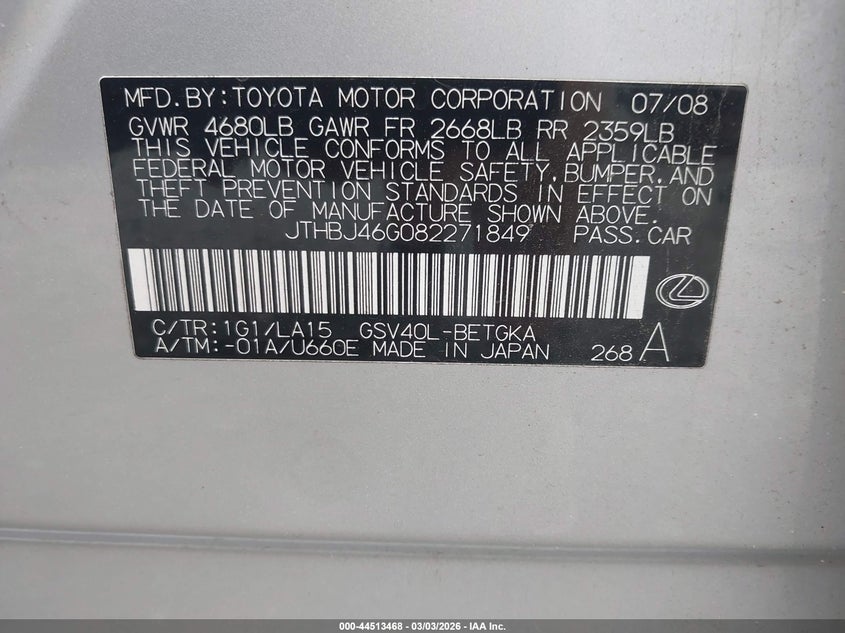 MFD.BY:TOYOTA MOTOR CORPORATION 07/08
GVWR 4680LB GAWR FR 2668LB RR 2359LB
THIS VEHICLE CONFORMS TO ALL APPLICABLE
FEDERAL MOTOR VEHICLE SAFETY,BUMPER,AND
THEFT PREVENTION STANDARDS IN EFFECT ON
THE DATE OF MANUFACTURE SHOWN ABOVE.
JTHBJ46G082271849 PASS.CAR
C/TR:1G1/LA15 GSV40L-BETGKA
A/TM:-01A/U660E MADE IN JAPAN 268 A
000-44513468 - 03/03/2026 - IAA Inc.